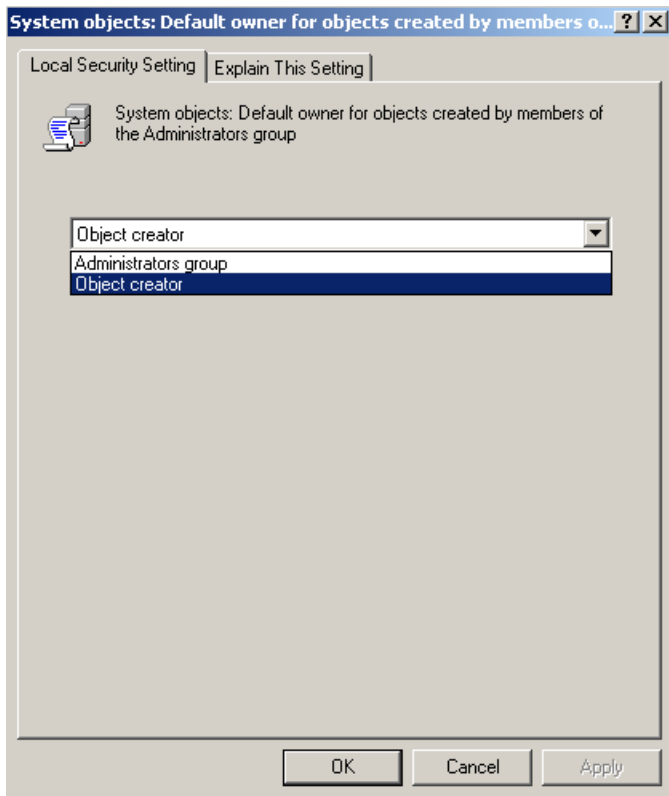 System objects: Default owner for objects created by members o...
Local Security Setting
Explain This Setting
System objects: Default owner for objects created by members of
the Administrators group
Object creator
Administrators group
Object creator
OK
Cancel
Apply